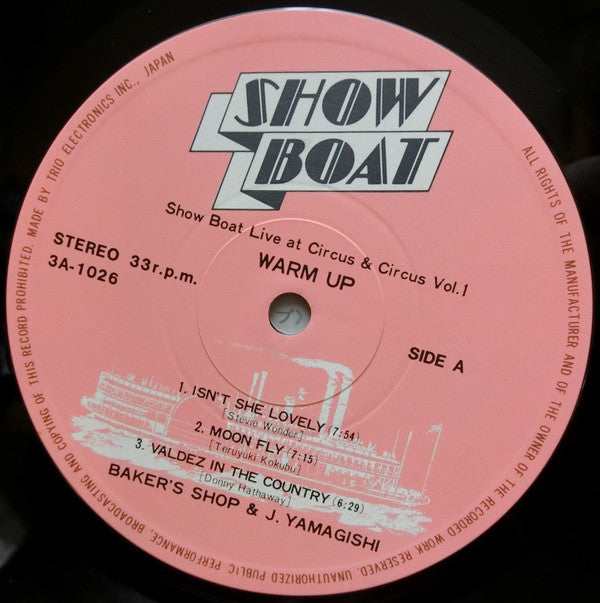 SHOW
BOAT
Show Boat Live at Circus & Circus Vol.1
WARM UP
STEREO 33 r.p.m.
3A-1026
SIDE A
1. ISN'T SHE LOVELY (7:54)
[Stevie Wonder]
2. MOON FLY (7:15)
[Teruyuki Kokubu]
3. VALDEZ IN THE COUNTRY (6:29)
[Donny Hathaway]
BAKER'S SHOP & J. YAMAGISHI
ALL RIGHTS OF THE MANUFACTURER AND OF THE OWNER OF THE RECORDED WORK RESERVED. UNAUTHORIZED PUBLIC PERFORMANCE, BROADCASTING AND COPYING OF THIS RECORD PROHIBITED. MADE BY TRIO ELECTRONICS INC., JAPAN